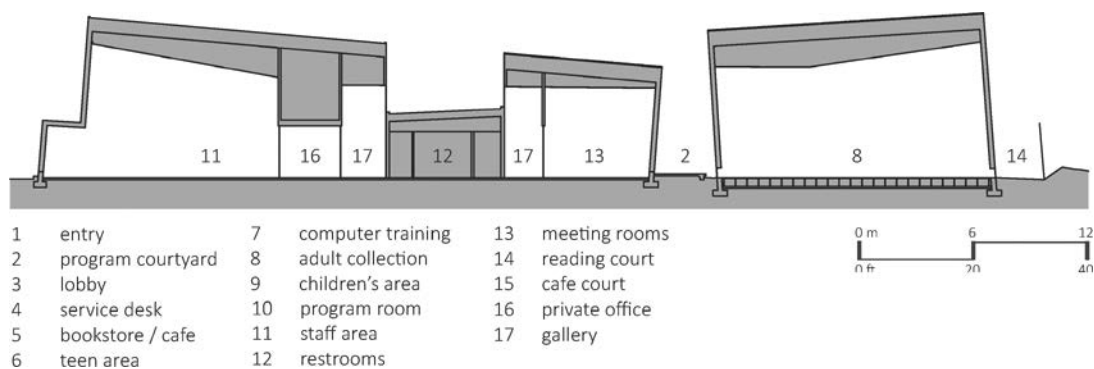 11 16 17 12 17 13 2 8 14
1 entry 7 computer training 13 meeting rooms
2 program courtyard 8 adult collection 14 reading court
3 lobby 9 children's area 15 cafe court
4 service desk 10 program room 16 private office
5 bookstore / cafe 11 staff area 17 gallery
6 teen area 12 restrooms
0 m 6 12
0 ft 20 40